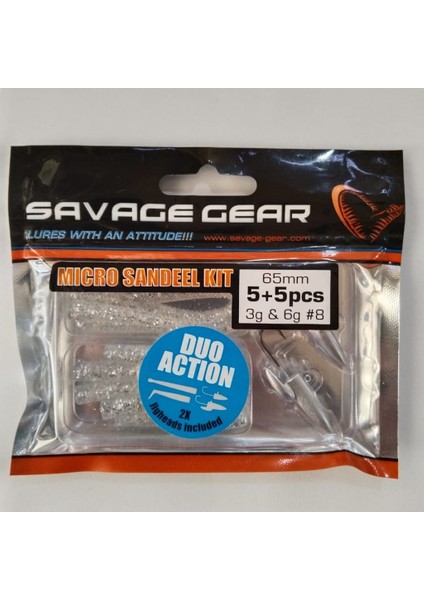 SAVAGE GEAR
LURES WITH AN ATTITUDE!!! www.savage-gear.com
MICRO SANDEEL KIT
65mm
5+5pcs
3g & 6g #8
DUO
ACTION
2X
Jigheads included